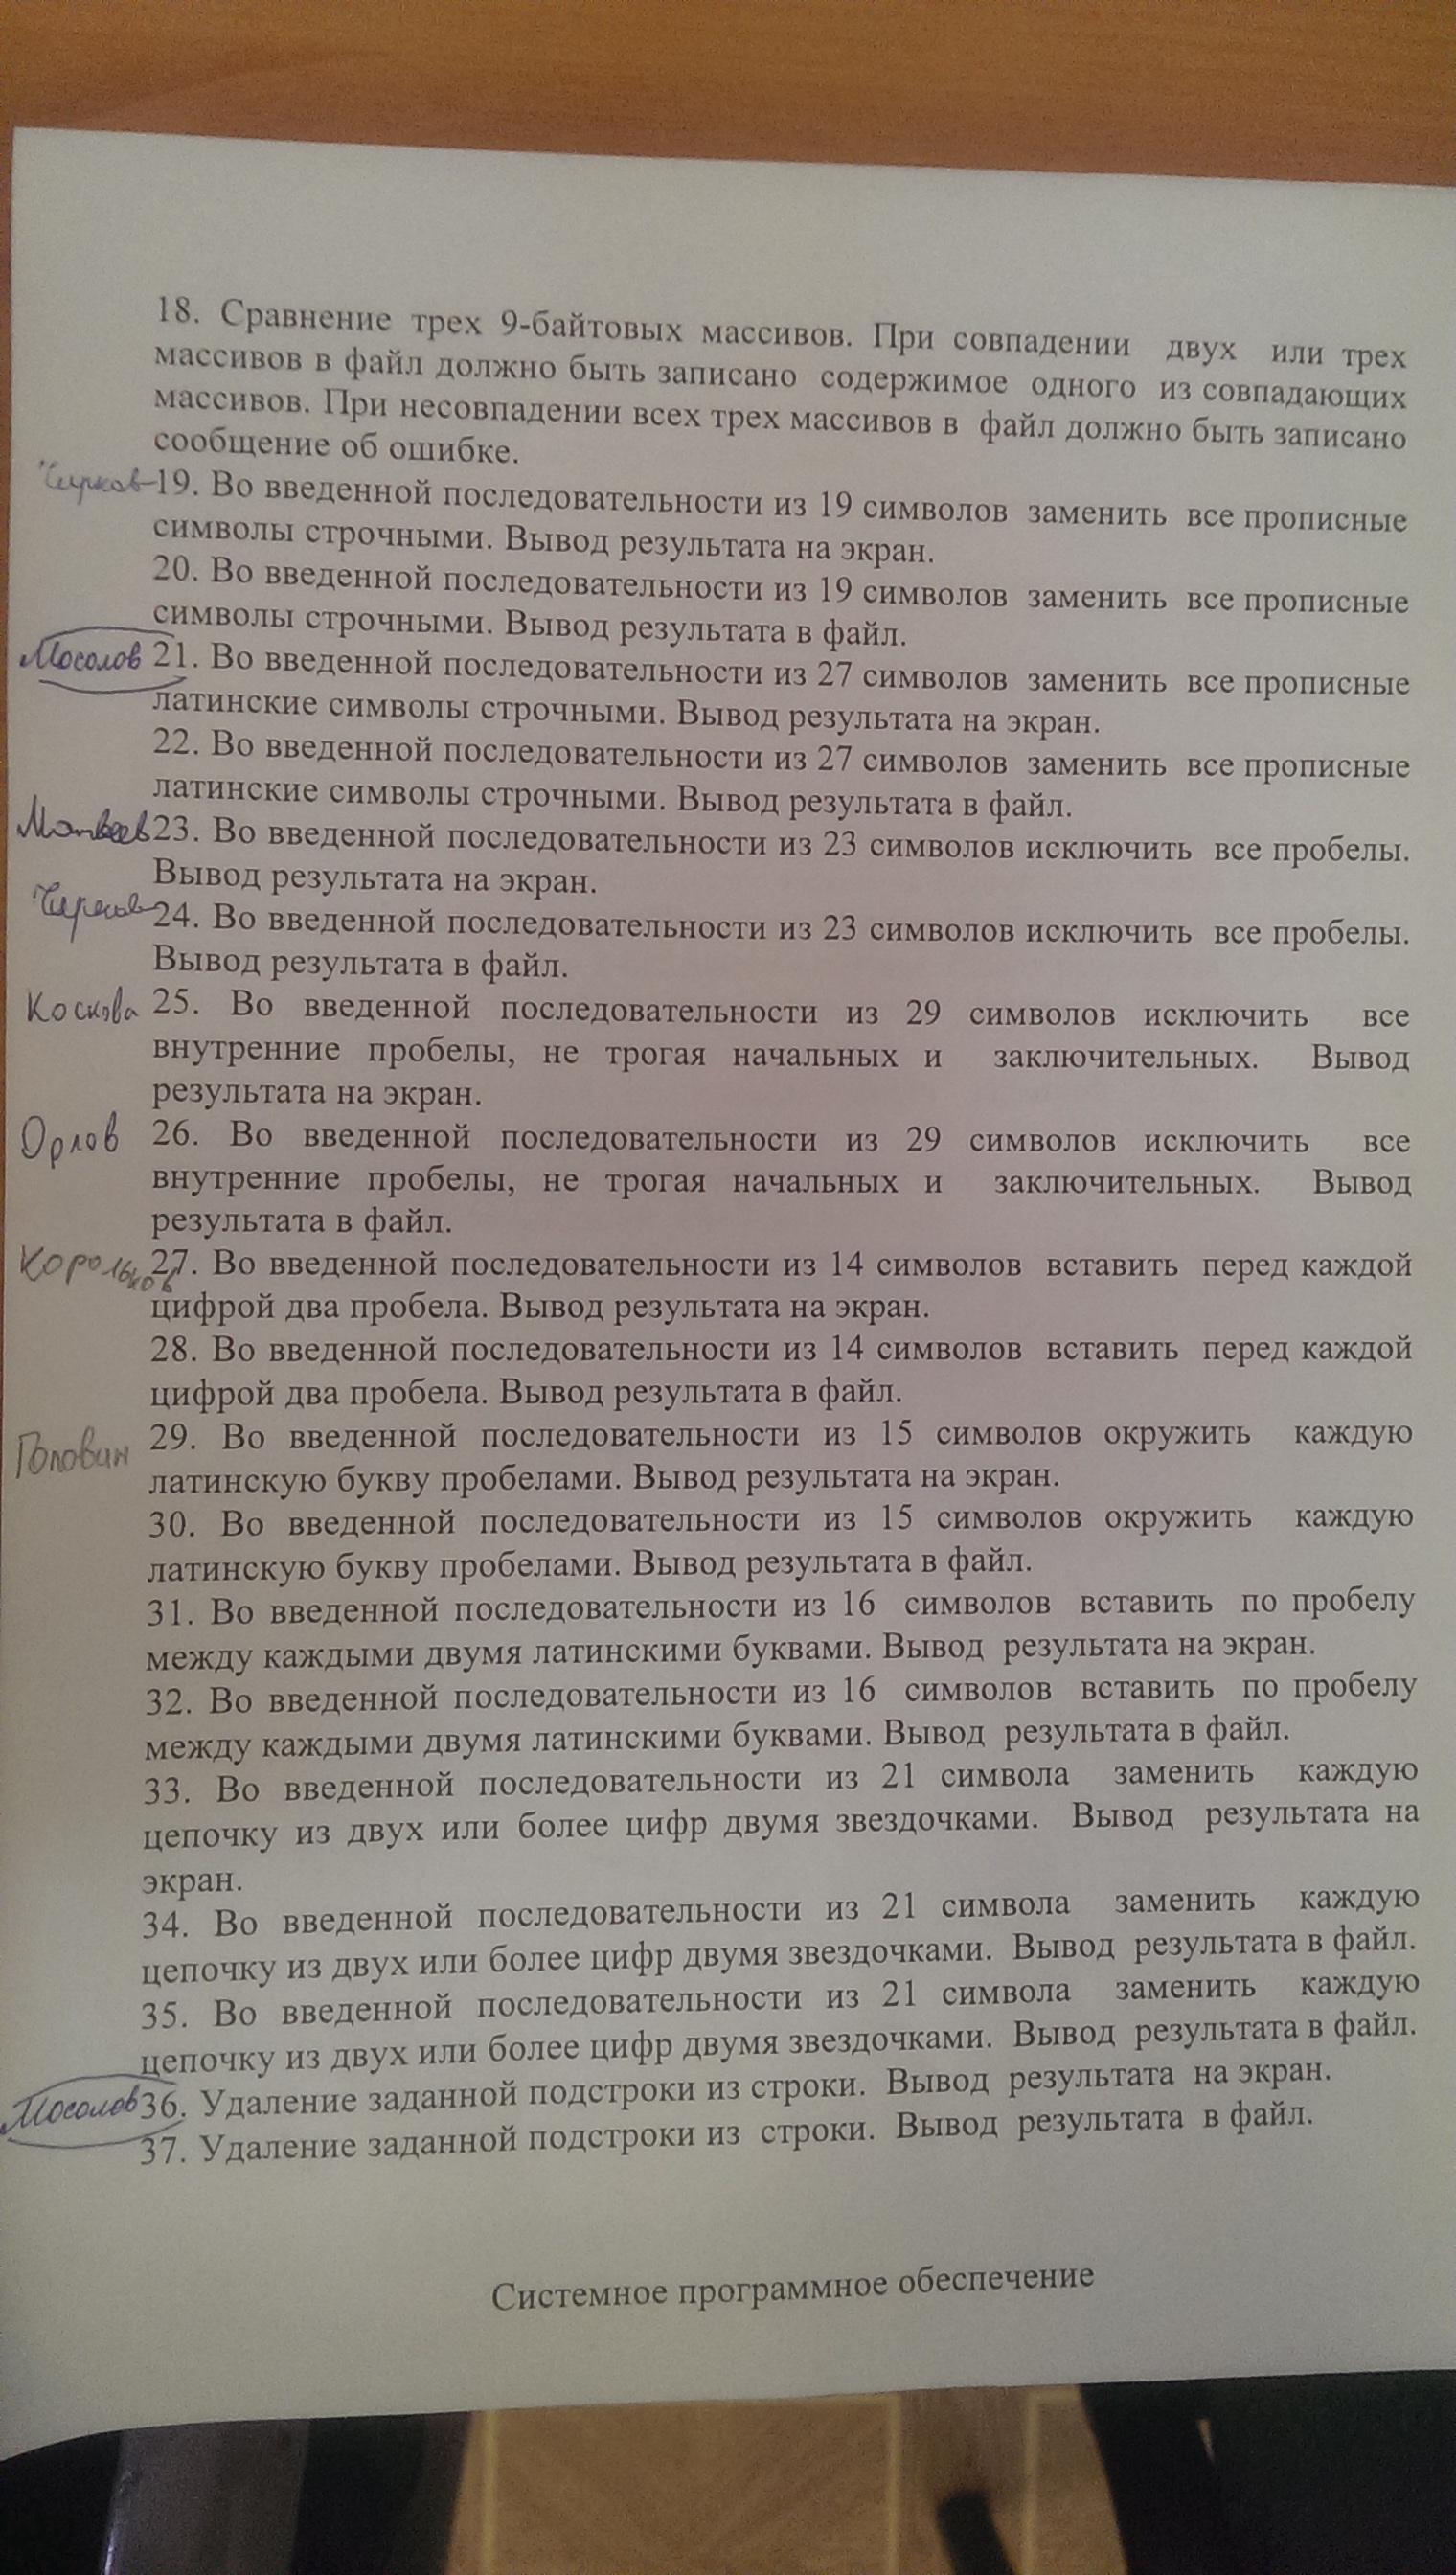 18. Сравнение трех 9-байтовых массивов. При совпадении двух или трех
массивов в файл должно быть записано содержимое одного из совпадающих
массивов. При несовпадении всех трех массивов в файл должно быть записано
сообщение об ошибке.
Чирков 19. Во введенной последовательности из 19 символов заменить все прописные
символы строчными. Вывод результата на экран.
20. Во введенной последовательности из 19 символов заменить все прописные
символы строчными. Вывод результата в файл.
Мосолов 21. Во введенной последовательности из 27 символов заменить все прописные
латинские символы строчными. Вывод результата на экран.
22. Во введенной последовательности из 27 символов заменить все прописные
латинские символы строчными. Вывод результата в файл.
Матвеев 23. Во введенной последовательности из 23 символов исключить все пробелы.
Вывод результата на экран.
24. Во введенной последовательности из 23 символов исключить все пробелы.
Вывод результата в файл.
Коскова 25. Во введенной последовательности из 29 символов исключить все
внутренние пробелы, не трогая начальных и заключительных. Вывод
результата на экран.
Орлов 26. Во введенной последовательности из 29 символов исключить все
внутренние пробелы, не трогая начальных и заключительных. Вывод
результата в файл.
Корольков 27. Во введенной последовательности из 14 символов вставить перед каждой
цифрой два пробела. Вывод результата на экран.
28. Во введенной последовательности из 14 символов вставить перед каждой
цифрой два пробела. Вывод результата в файл.
Головин 29. Во введенной последовательности из 15 символов окружить каждую
латинскую букву пробелами. Вывод результата на экран.
30. Во введенной последовательности из 15 символов окружить каждую
латинскую букву пробелами. Вывод результата в файл.
31. Во введенной последовательности из 16 символов вставить по пробелу
между каждыми двумя латинскими буквами. Вывод результата на экран.
32. Во введенной последовательности из 16 символов вставить по пробелу
между каждыми двумя латинскими буквами. Вывод результата в файл.
33. Во введенной последовательности из 21 символа заменить каждую
цепочку из двух или более цифр двумя звездочками. Вывод результата на
экран.
34. Во введенной последовательности из 21 символа заменить каждую
цепочку из двух или более цифр двумя звездочками. Вывод результата в файл.
35. Во введенной последовательности из 21 символа заменить каждую
цепочку из двух или более цифр двумя звездочками. Вывод результата в файл.
Мосолов 36. Удаление заданной подстроки из строки. Вывод результата на экран.
37. Удаление заданной подстроки из строки. Вывод результата в файл.
Системное программное обеспечение